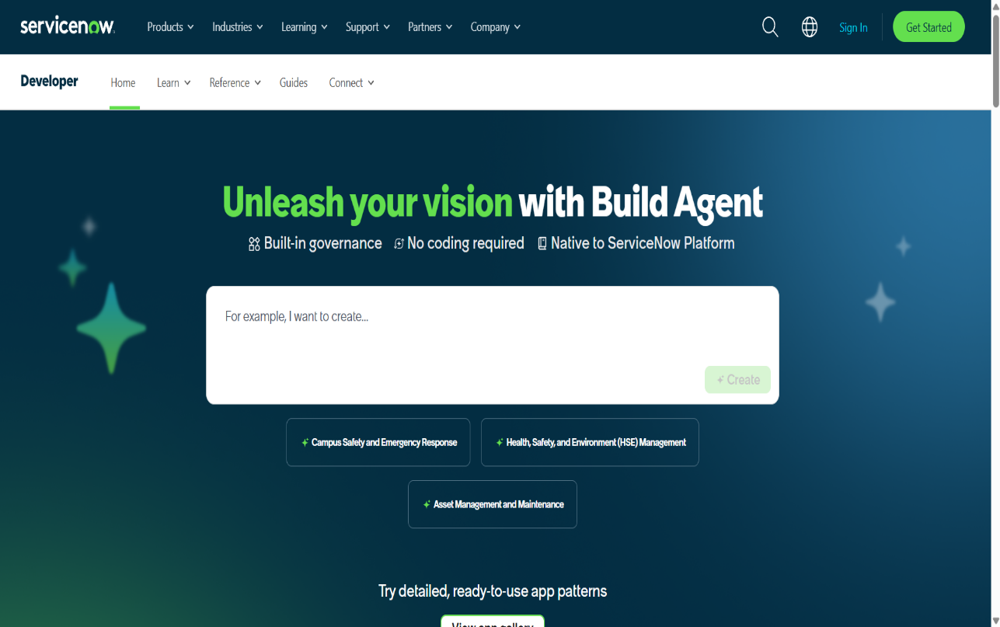 servicenow
Products Industries Learning Support Partners Company Sign In Get Started
Developer Home Learn Reference Guides Connect
Unleash your vision with Build Agent
Built-in governance No coding required Native to ServiceNow Platform
For example, I want to create...
Create
Campus Safety and Emergency Response Health, Safety, and Environment (HSE) Management
Asset Management and Maintenance
Try detailed, ready-to-use app patterns
View app gallery